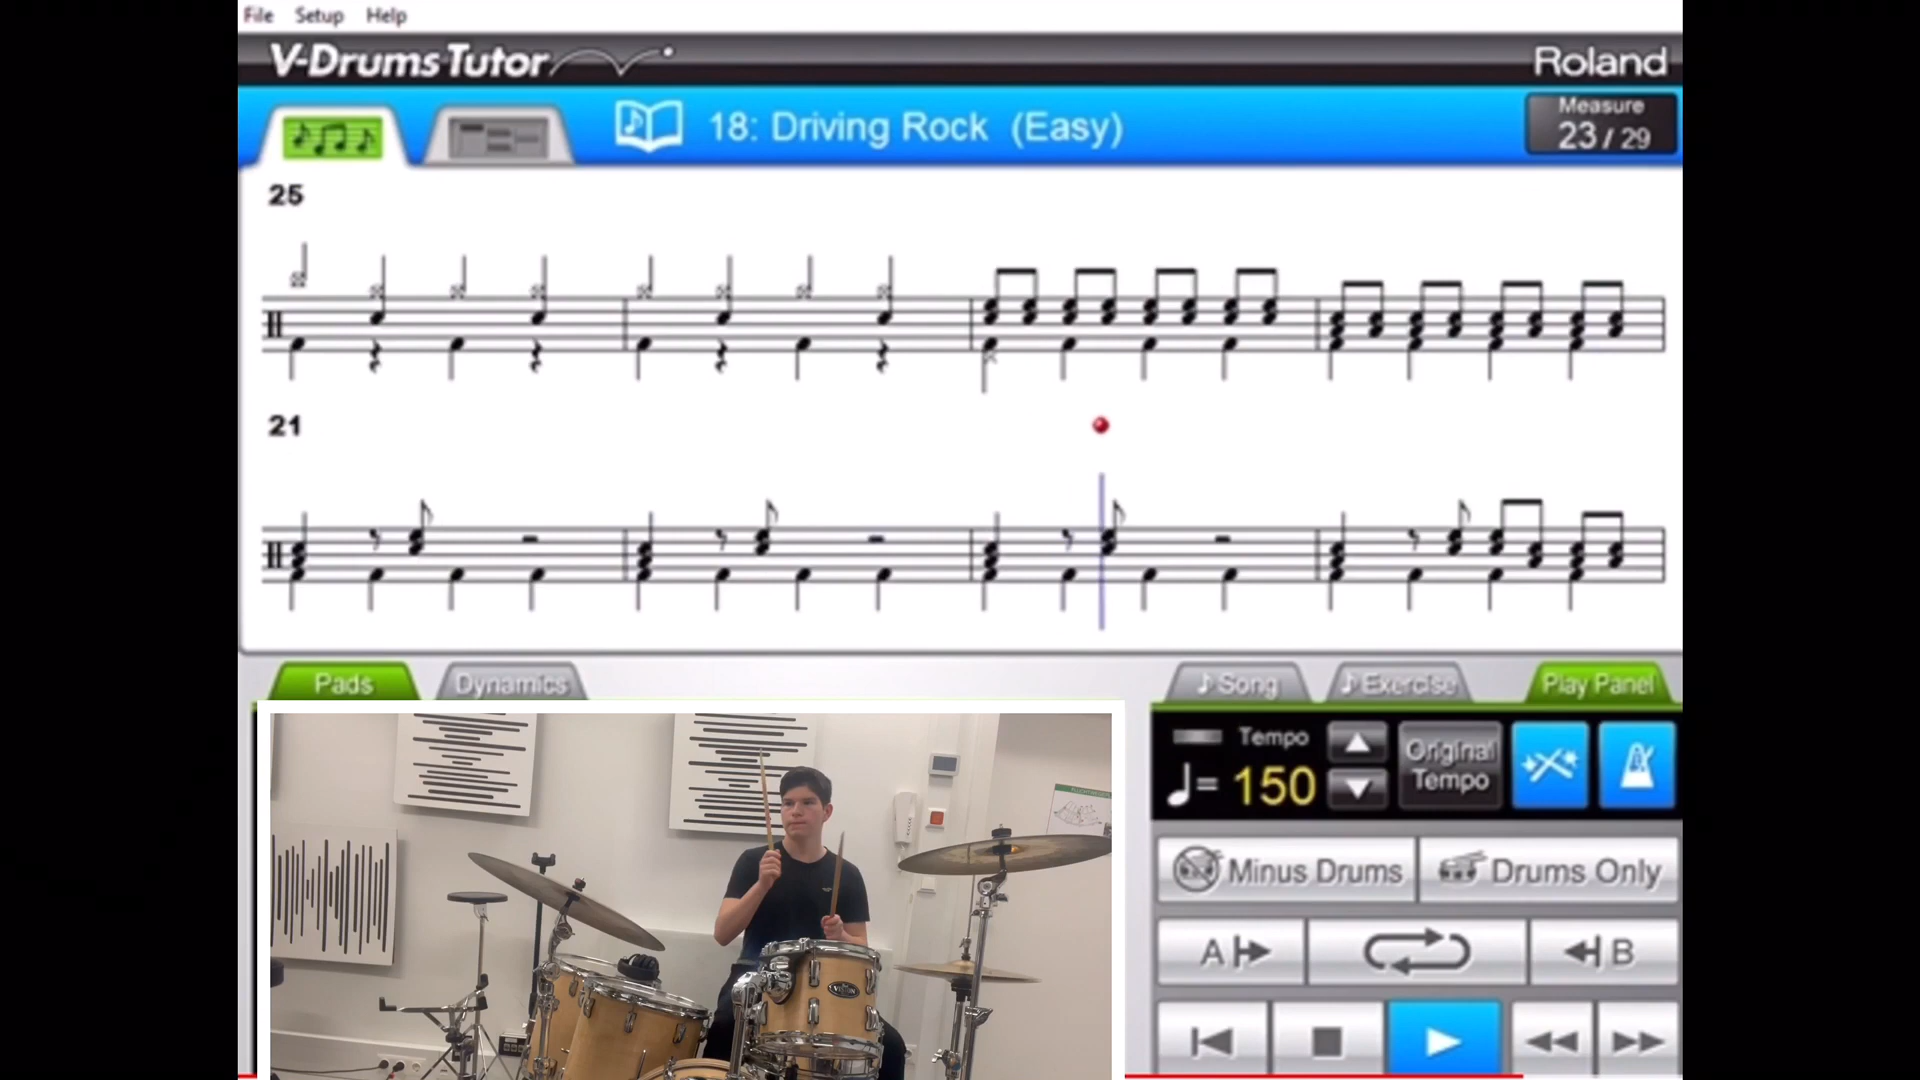 File Setup Help
V-Drums Tutor
Roland
18: Driving Rock (Easy)
Measure
23 / 29
25
21
Pads
Dynamics
Song
Exercise
Play Panel
Tempo
= 150
Original
Tempo
Minus Drums
Drums Only
A
B